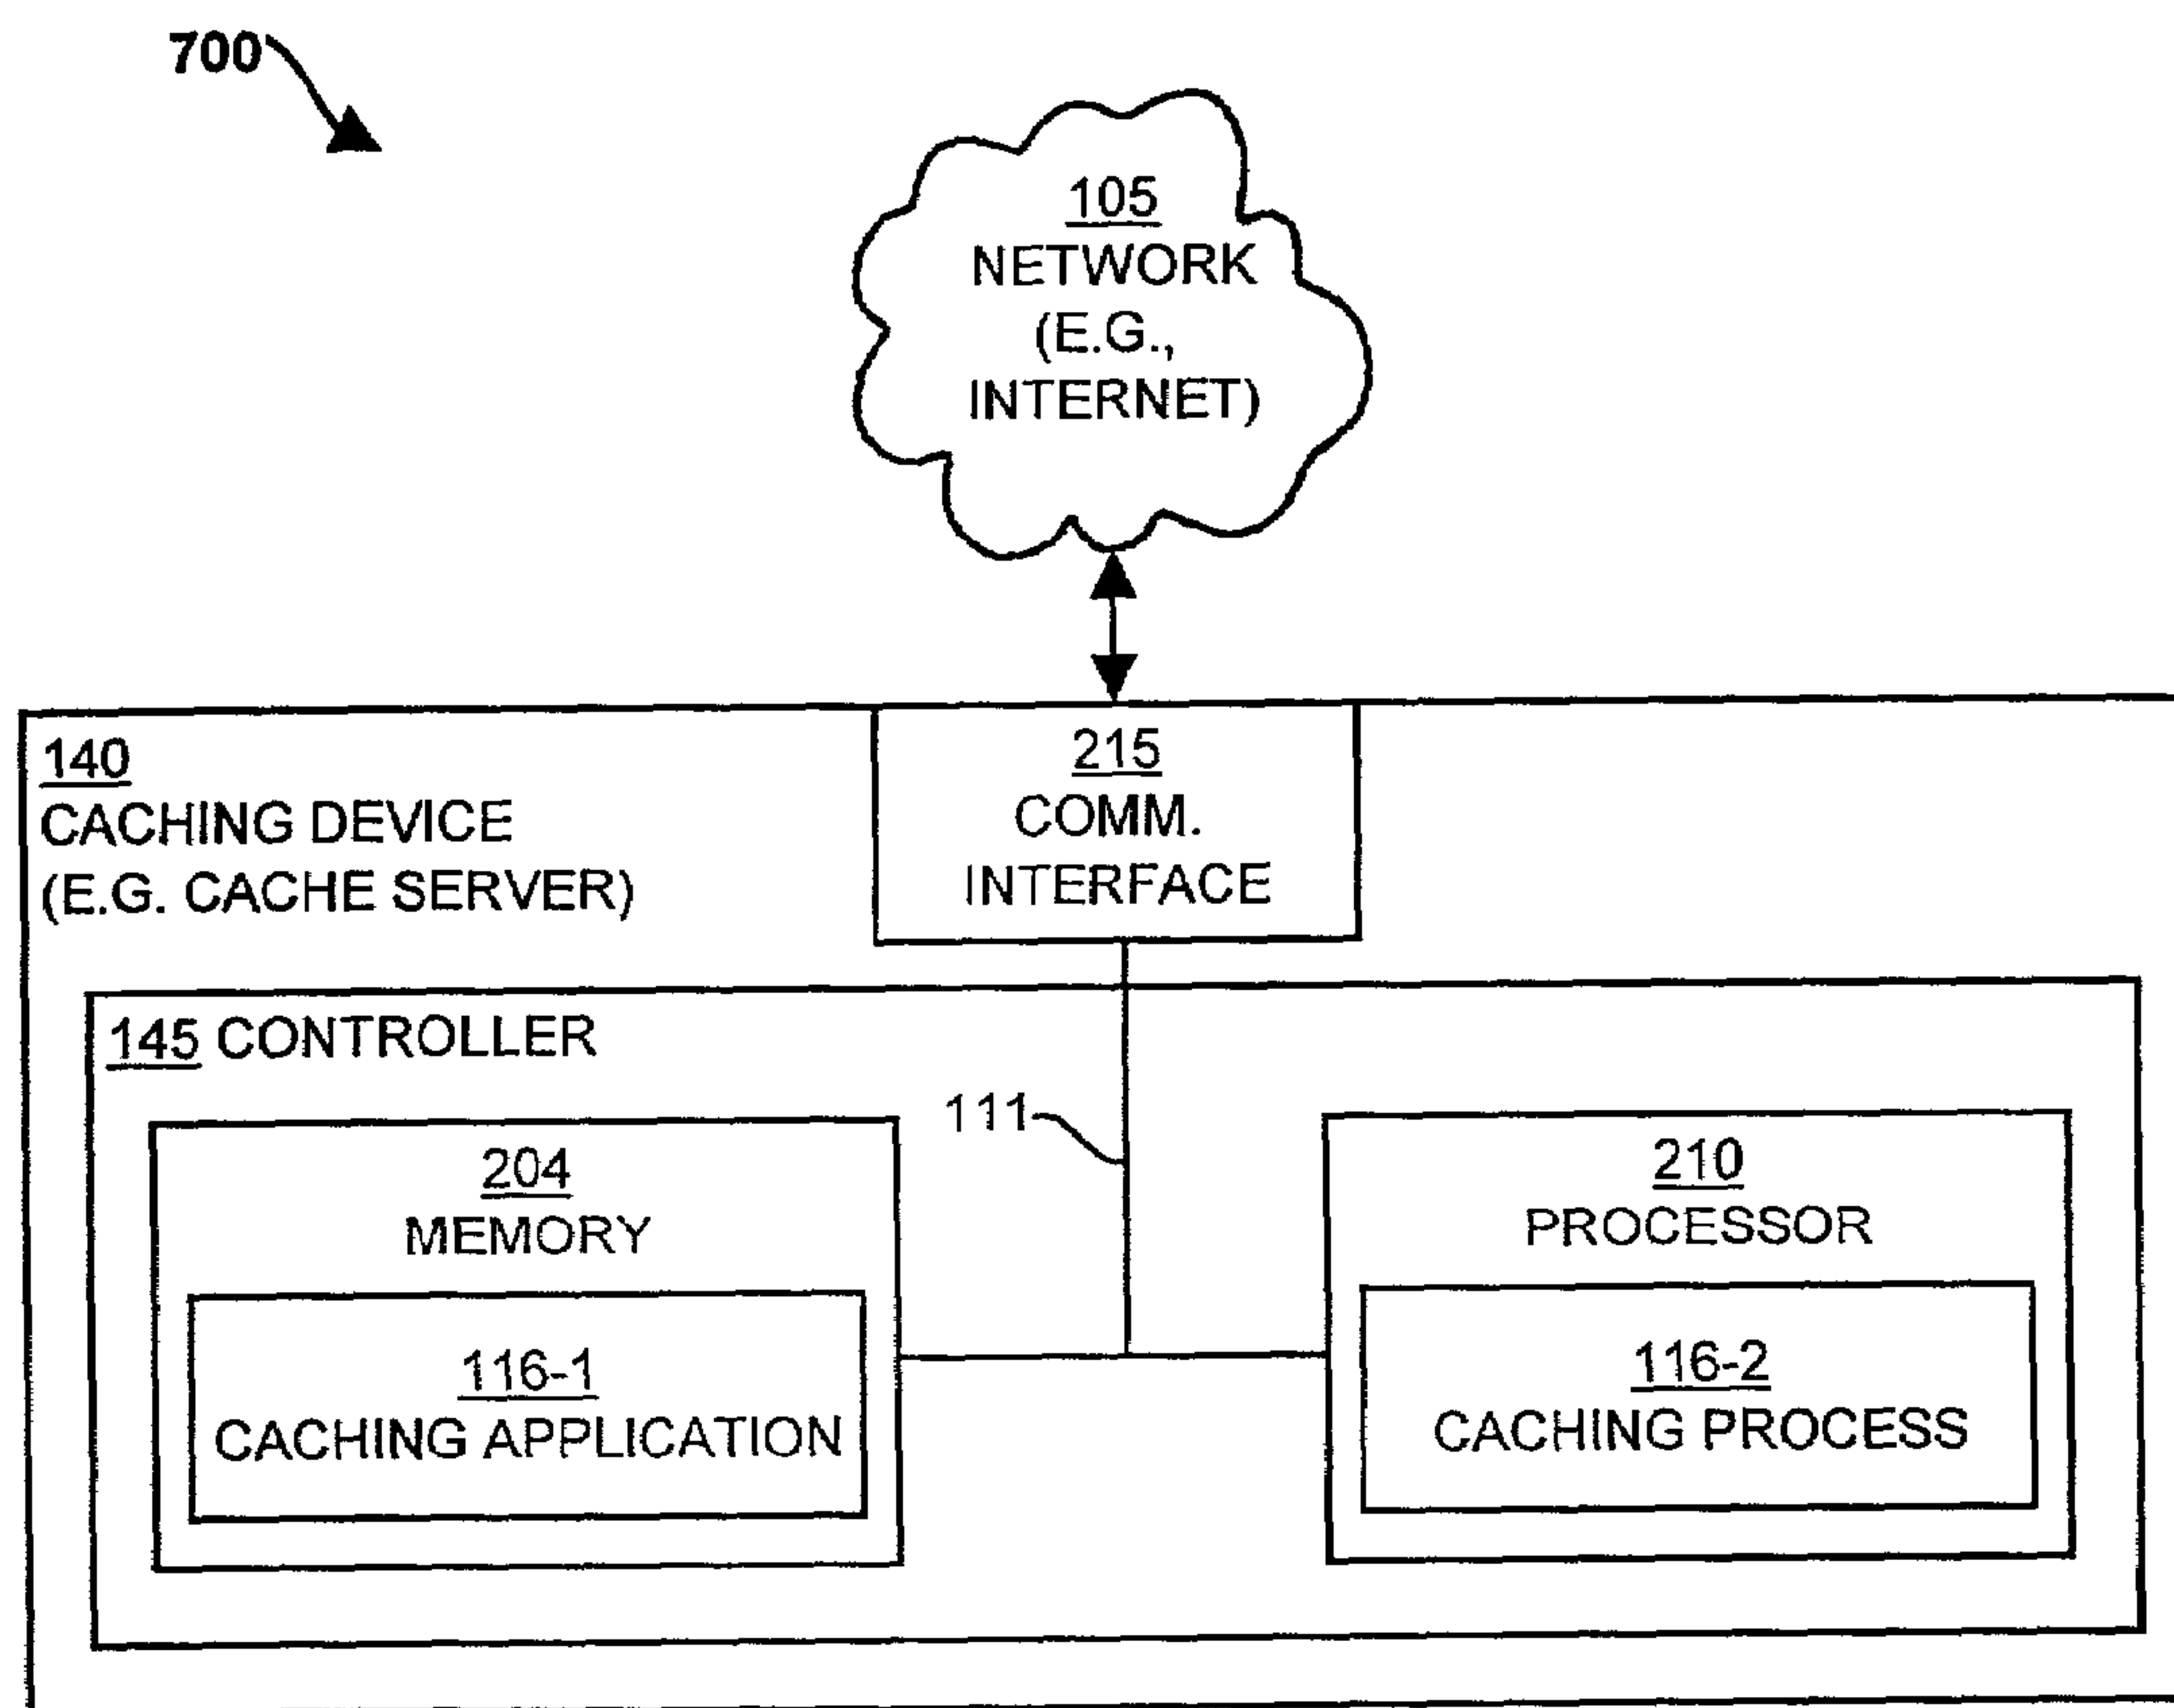 700
105
NETWORK
(E.G.,
INTERNET)
140
CACHING DEVICE
(E.G. CACHE SERVER)
215
COMM.
INTERFACE
145 CONTROLLER
111
204
MEMORY
116-1
CACHING APPLICATION
210
PROCESSOR
116-2
CACHING PROCESS